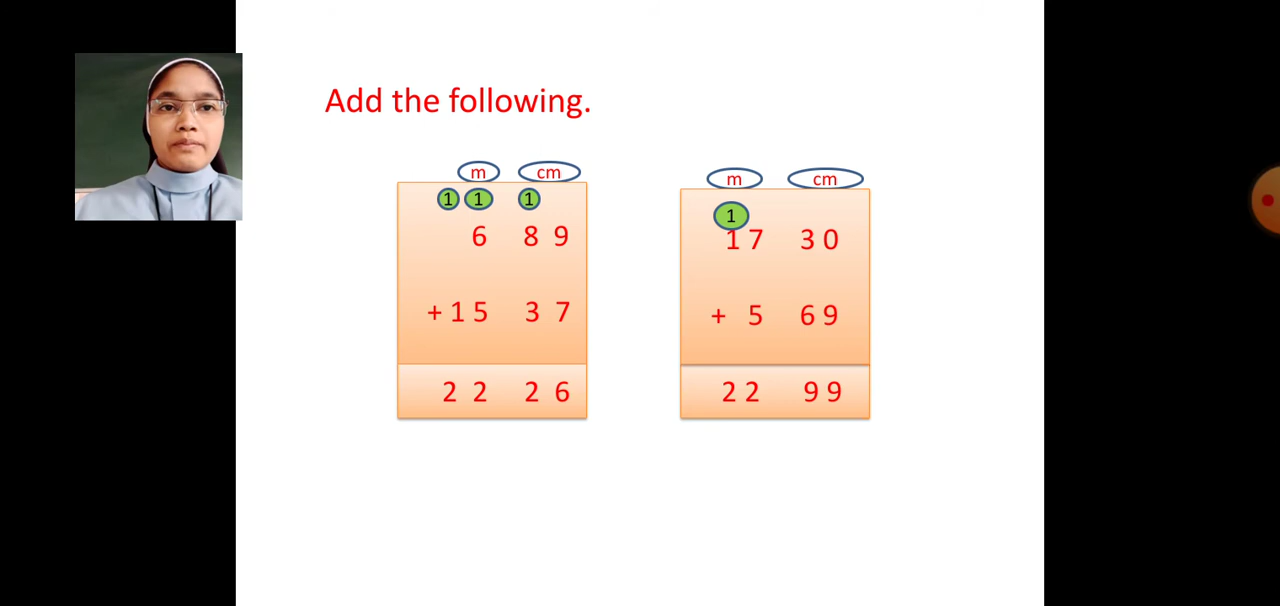 Add the following.
m cm
1 1 1
6 8 9
+ 1 5 3 7
2 2 2 6
m cm
1
1 7 3 0
+ 5 6 9
2 2 9 9